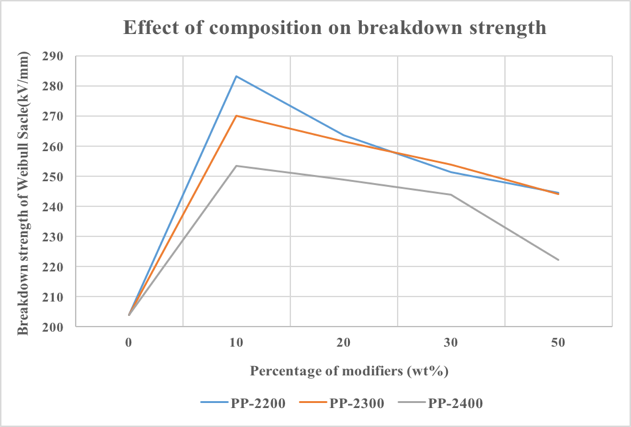 Effect of composition on breakdown strength
Breakdown strength of Weibull Sacle(kV/mm)
290
280
270
260
250
240
230
220
210
200
0 10 20 30 50
Percentage of modifiers (wt%)
PP-2200 PP-2300 PP-2400